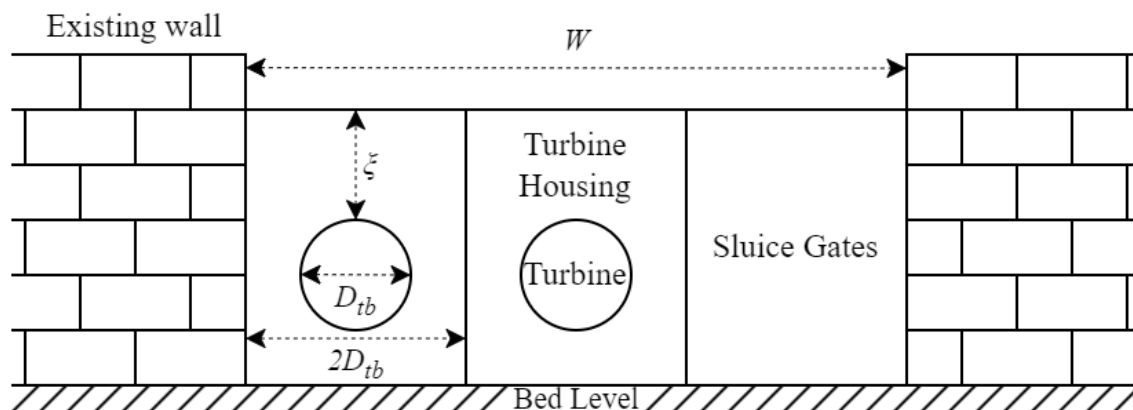 Existing wall
W
ξ
Turbine
Housing
Sluice Gates
Turbine
D_tb
2D_tb
Bed Level